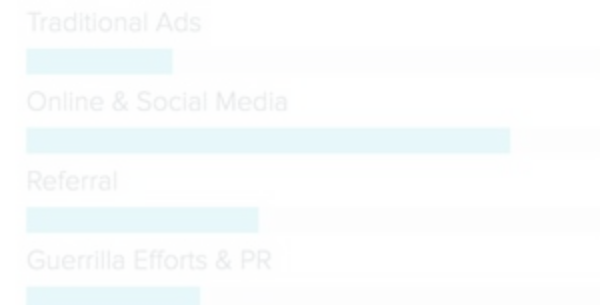 Traditional Ads
Online & Social Media
Referral
Guerrilla Efforts & PR